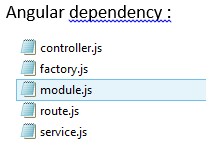 Angular dependency :
controller.js
factory.js
module.js
route.js
service.js